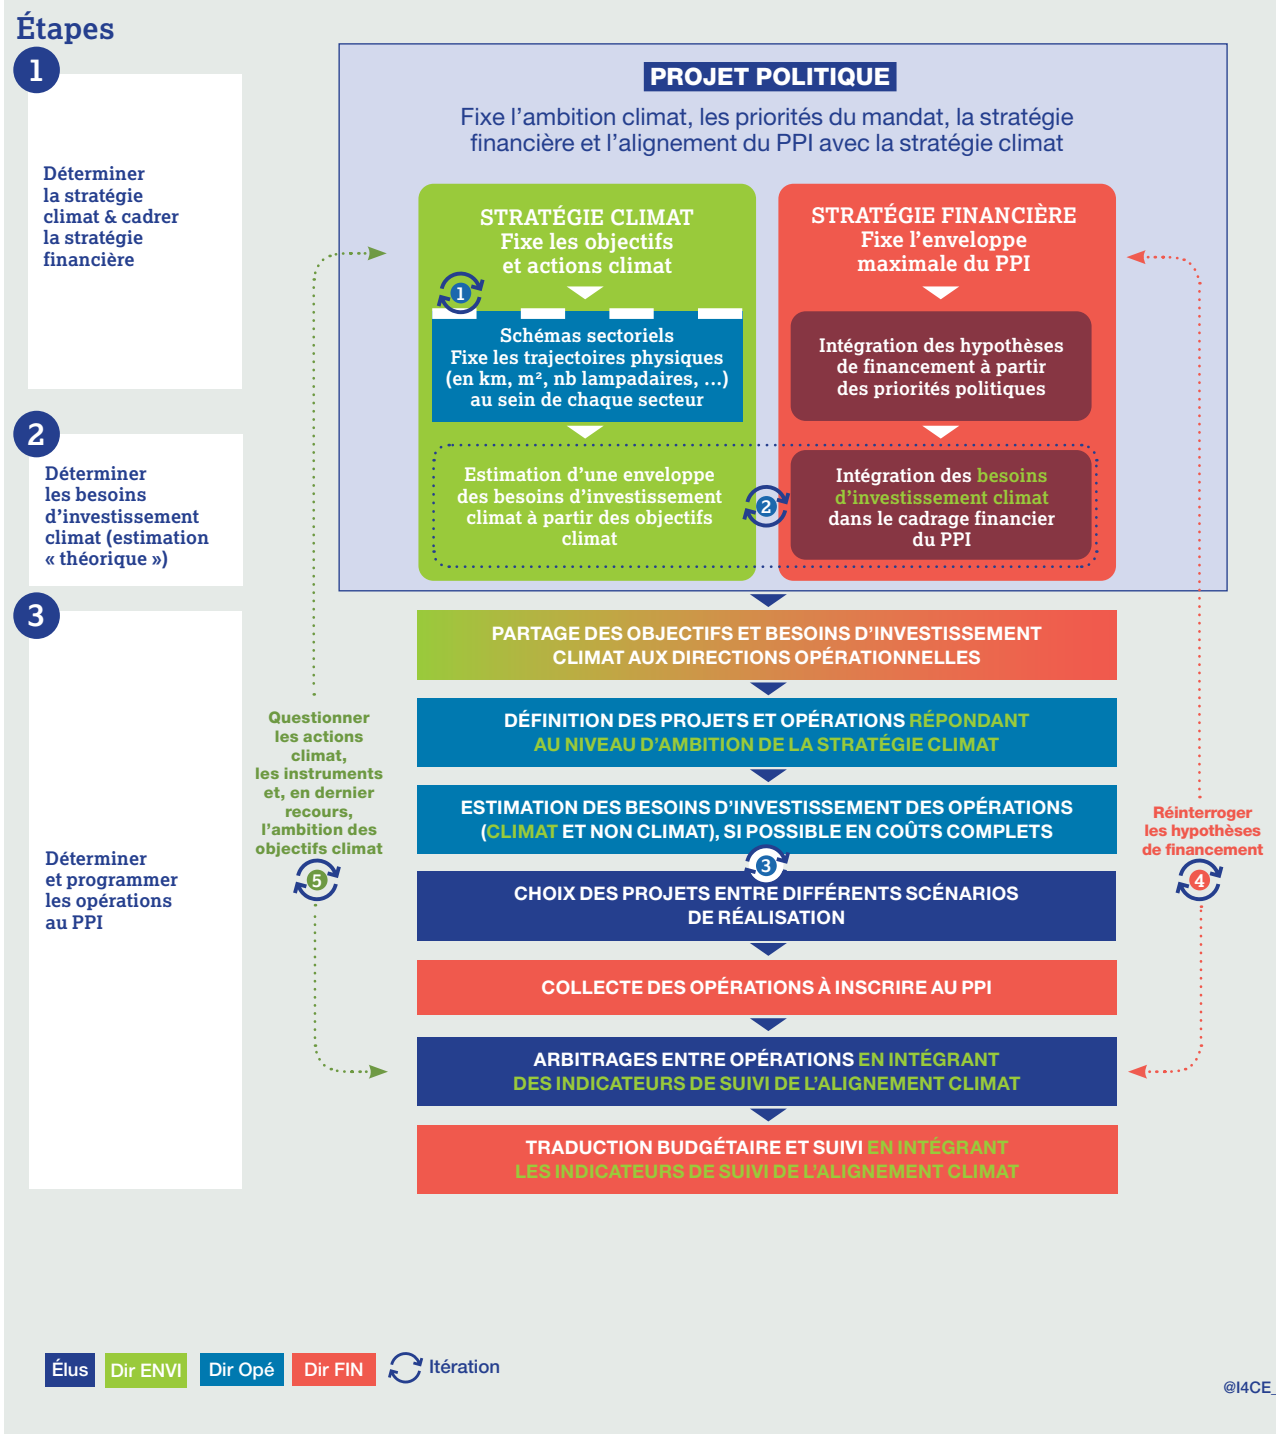 Étapes
1
Déterminer
la stratégie
climat & cadrer
la stratégie
financière
PROJET POLITIQUE
Fixe l’ambition climat, les priorités du mandat, la stratégie
financière et l’alignement du PPI avec la stratégie climat
STRATÉGIE CLIMAT
Fixe les objectifs
et actions climat
1
Schémas sectoriels
Fixe les trajectoires physiques
(en km, m², nb lampadaires, ...)
au sein de chaque secteur
STRATÉGIE FINANCIÈRE
Fixe l’enveloppe
maximale du PPI
Intégration des hypothèses
de financement à partir
des priorités politiques
2
Déterminer
les besoins
d’investissement
climat (estimation
« théorique »)
Estimation d’une enveloppe
des besoins d’investissement
climat à partir des objectifs
climat
2
Intégration des besoins
d’investissement climat
dans le cadrage financier
du PPI
3
Déterminer
et programmer
les opérations
au PPI
PARTAGE DES OBJECTIFS ET BESOINS D’INVESTISSEMENT
CLIMAT AUX DIRECTIONS OPÉRATIONNELLES
DÉFINITION DES PROJETS ET OPÉRATIONS RÉPONDANT
AU NIVEAU D’AMBITION DE LA STRATÉGIE CLIMAT
ESTIMATION DES BESOINS D’INVESTISSEMENT DES OPÉRATIONS
(CLIMAT ET NON CLIMAT), SI POSSIBLE EN COÛTS COMPLETS
3
CHOIX DES PROJETS ENTRE DIFFÉRENTS SCÉNARIOS
DE RÉALISATION
COLLECTE DES OPÉRATIONS À INSCRIRE AU PPI
ARBITRAGES ENTRE OPÉRATIONS EN INTÉGRANT
DES INDICATEURS DE SUIVI DE L’ALIGNEMENT CLIMAT
TRADUCTION BUDGÉTAIRE ET SUIVI EN INTÉGRANT
LES INDICATEURS DE SUIVI DE L’ALIGNEMENT CLIMAT
Questionner
les actions
climat,
les instruments
et, en dernier
recours,
l’ambition des
objectifs climat
5
Réinterroger
les hypothèses
de financement
4
Élus
Dir ENVI
Dir Opé
Dir FIN
Itération
@I4CE_